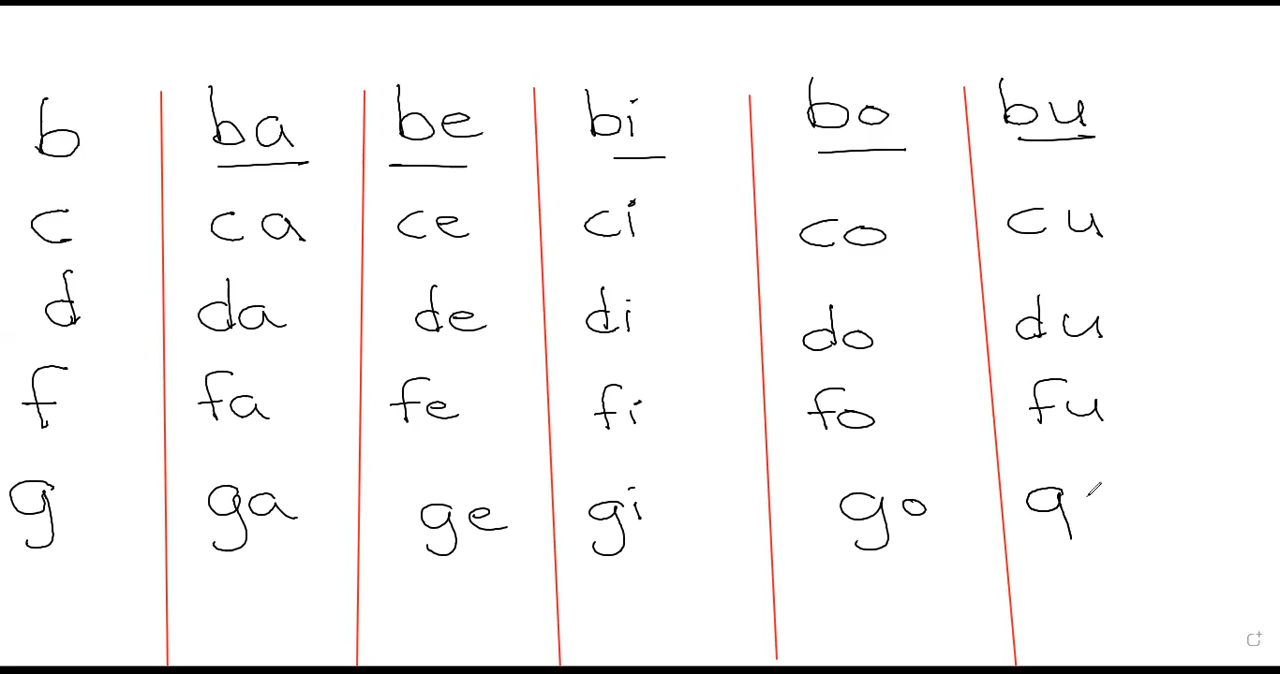 b ba be bi bo bu
c ca ce ci co cu
d da de di do du
f fa fe fi fo fu
g ga ge gi go